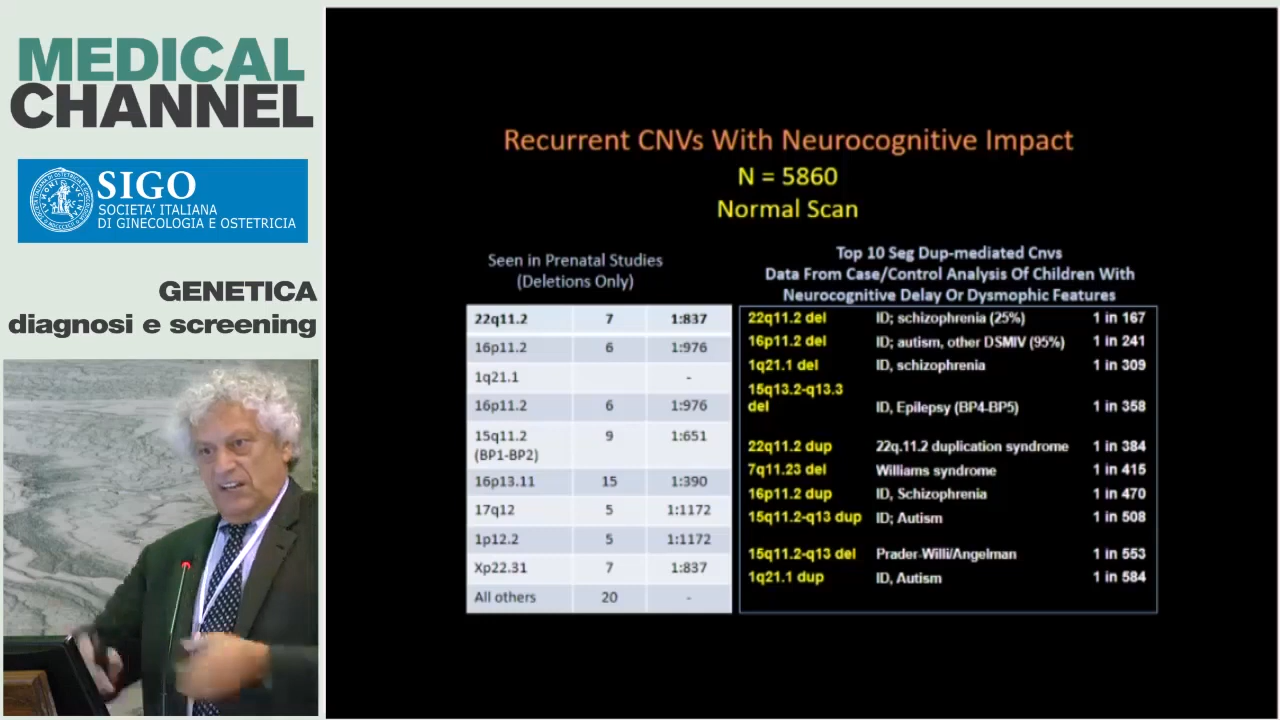 MEDICAL
CHANNEL
SIGO
SOCIETA' ITALIANA
DI GINECOLOGIA E OSTETRICIA
GENETICA
diagnosi e screening
Recurrent CNVs With Neurocognitive Impact
N = 5860
Normal Scan
Seen in Prenatal Studies
(Deletions Only)
22q11.2 7 1:837
16p11.2 6 1:976
1q21.1 -
16p11.2 6 1:976
15q11.2 9 1:651
(BP1-BP2)
16p13.11 15 1:390
17q12 5 1:1172
1p12.2 5 1:1172
Xp22.31 7 1:837
All others 20 -
Top 10 Seg Dup-mediated Cnvs
Data From Case/Control Analysis Of Children With
Neurocognitive Delay Or Dysmophic Features
22q11.2 del ID; schizophrenia (25%) 1 in 167
16p11.2 del ID; autism, other DSMIV (95%) 1 in 241
1q21.1 del ID, schizophrenia 1 in 309
15q13.2-q13.3
del ID, Epilepsy (BP4-BP5) 1 in 358
22q11.2 dup 22q.11.2 duplication syndrome 1 in 384
7q11.23 del Williams syndrome 1 in 415
16p11.2 dup ID, Schizophrenia 1 in 470
15q11.2-q13 dup ID; Autism 1 in 508
15q11.2-q13 del Prader-Willi/Angelman 1 in 553
1q21.1 dup ID, Autism 1 in 584